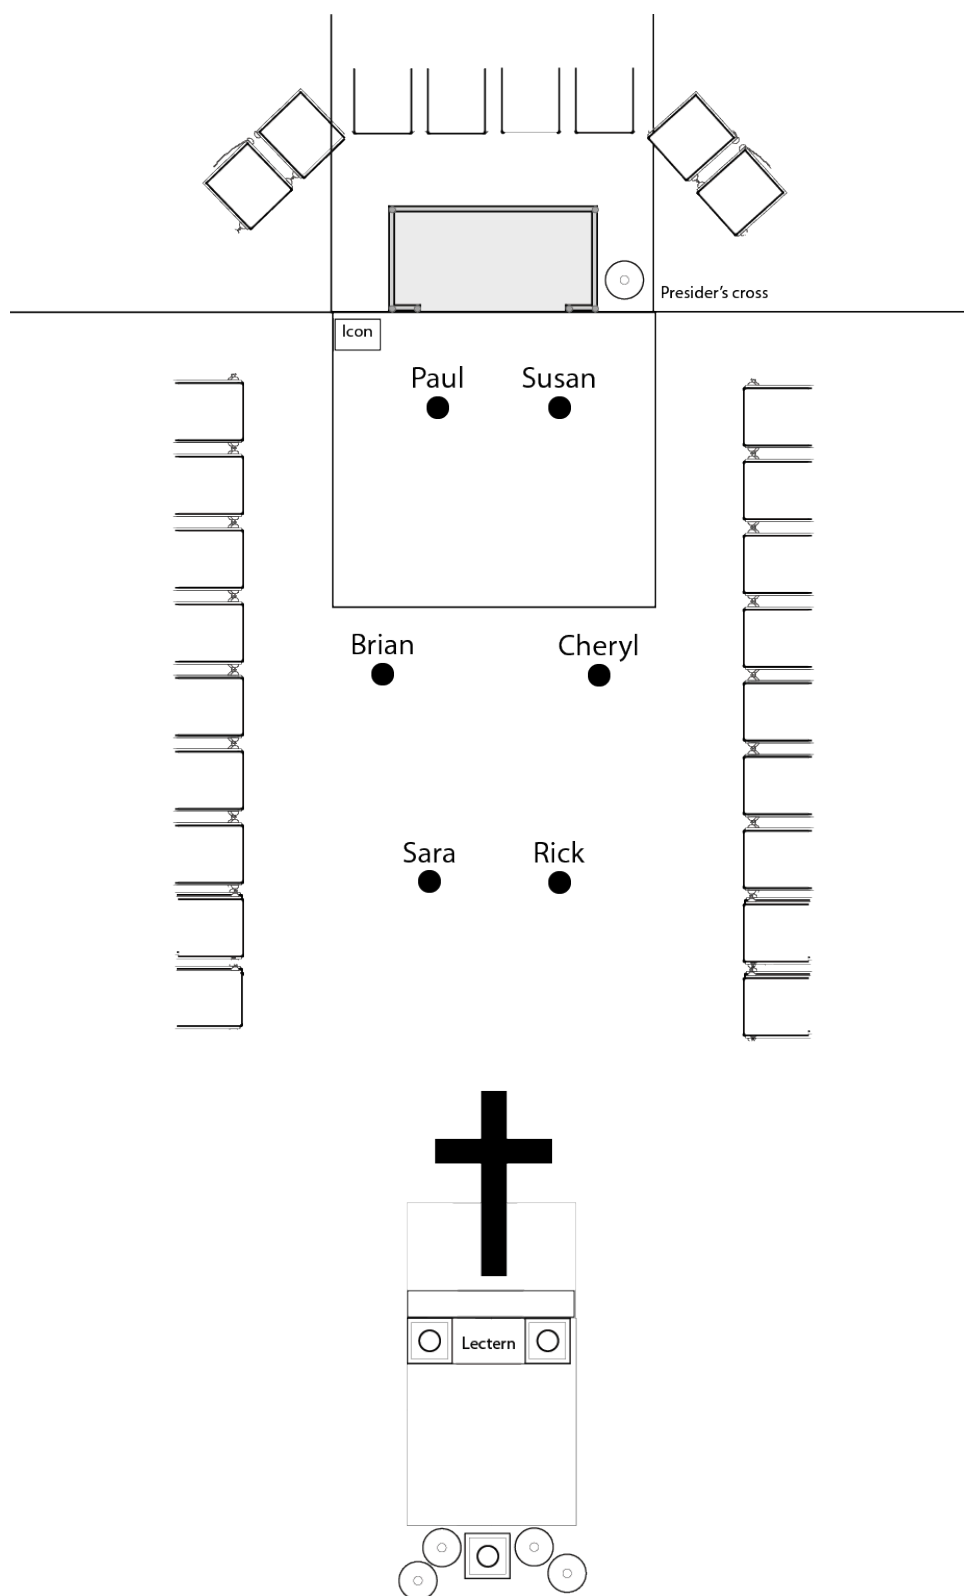 Presider's cross
Icon
Paul Susan
Brian Cheryl
Sara Rick
Lectern